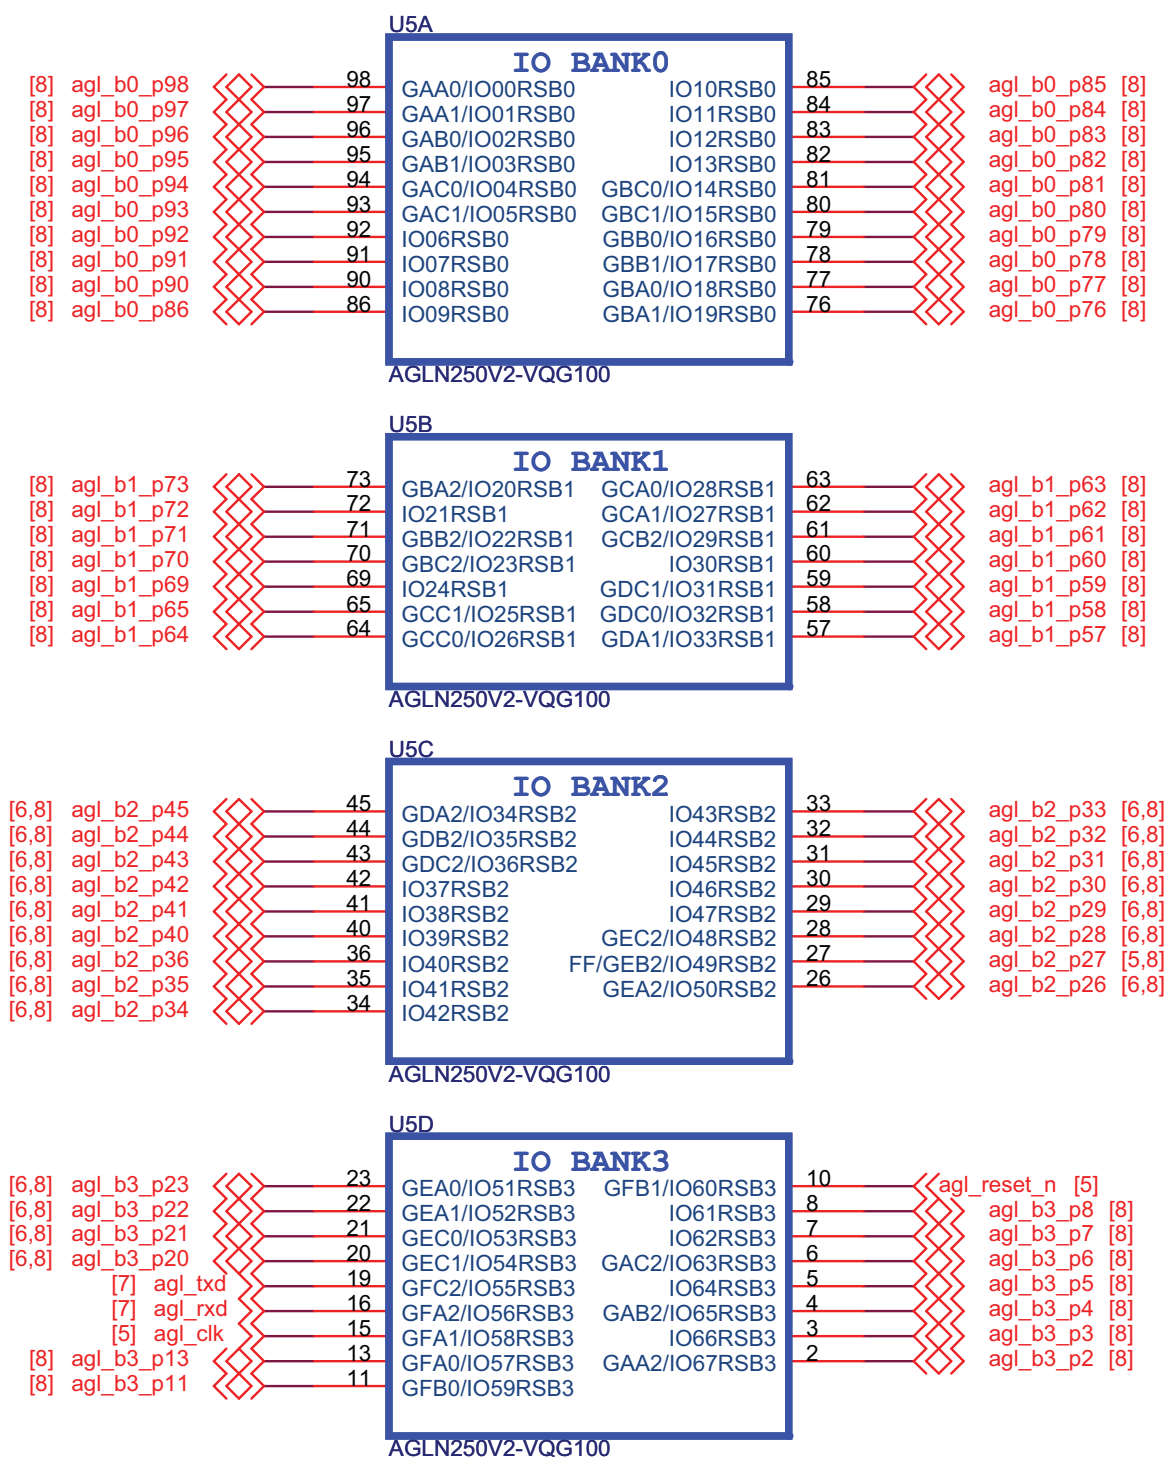 U5A
IO BANK0
[8] agl_b0_p98 98 GAA0/IO00RSB0 IO10RSB0 85 agl_b0_p85 [8]
[8] agl_b0_p97 97 GAA1/IO01RSB0 IO11RSB0 84 agl_b0_p84 [8]
[8] agl_b0_p96 96 GAB0/IO02RSB0 IO12RSB0 83 agl_b0_p83 [8]
[8] agl_b0_p95 95 GAB1/IO03RSB0 IO13RSB0 82 agl_b0_p82 [8]
[8] agl_b0_p94 94 GAC0/IO04RSB0 GBC0/IO14RSB0 81 agl_b0_p81 [8]
[8] agl_b0_p93 93 GAC1/IO05RSB0 GBC1/IO15RSB0 80 agl_b0_p80 [8]
[8] agl_b0_p92 92 IO06RSB0 GBB0/IO16RSB0 79 agl_b0_p79 [8]
[8] agl_b0_p91 91 IO07RSB0 GBB1/IO17RSB0 78 agl_b0_p78 [8]
[8] agl_b0_p90 90 IO08RSB0 GBA0/IO18RSB0 77 agl_b0_p77 [8]
[8] agl_b0_p86 86 IO09RSB0 GBA1/IO19RSB0 76 agl_b0_p76 [8]
AGLN250V2-VQG100
U5B
IO BANK1
[8] agl_b1_p73 73 GBA2/IO20RSB1 GCA0/IO28RSB1 63 agl_b1_p63 [8]
[8] agl_b1_p72 72 IO21RSB1 GCA1/IO27RSB1 62 agl_b1_p62 [8]
[8] agl_b1_p71 71 GBB2/IO22RSB1 GCB2/IO29RSB1 61 agl_b1_p61 [8]
[8] agl_b1_p70 70 GBC2/IO23RSB1 IO30RSB1 60 agl_b1_p60 [8]
[8] agl_b1_p69 69 IO24RSB1 GDC1/IO31RSB1 59 agl_b1_p59 [8]
[8] agl_b1_p65 65 GCC1/IO25RSB1 GDC0/IO32RSB1 58 agl_b1_p58 [8]
[8] agl_b1_p64 64 GCC0/IO26RSB1 GDA1/IO33RSB1 57 agl_b1_p57 [8]
AGLN250V2-VQG100
U5C
IO BANK2
[6,8] agl_b2_p45 45 GDA2/IO34RSB2 IO43RSB2 33 agl_b2_p33 [6,8]
[6,8] agl_b2_p44 44 GDB2/IO35RSB2 IO44RSB2 32 agl_b2_p32 [6,8]
[6,8] agl_b2_p43 43 GDC2/IO36RSB2 IO45RSB2 31 agl_b2_p31 [6,8]
[6,8] agl_b2_p42 42 IO37RSB2 IO46RSB2 30 agl_b2_p30 [6,8]
[6,8] agl_b2_p41 41 IO38RSB2 IO47RSB2 29 agl_b2_p29 [6,8]
[6,8] agl_b2_p40 40 IO39RSB2 GEC2/IO48RSB2 28 agl_b2_p28 [6,8]
[6,8] agl_b2_p36 36 IO40RSB2 FF/GEB2/IO49RSB2 27 agl_b2_p27 [5,8]
[6,8] agl_b2_p35 35 IO41RSB2 GEA2/IO50RSB2 26 agl_b2_p26 [6,8]
[6,8] agl_b2_p34 34 IO42RSB2
AGLN250V2-VQG100
U5D
IO BANK3
[6,8] agl_b3_p23 23 GEA0/IO51RSB3 GFB1/IO60RSB3 10 agl_reset_n [5]
[6,8] agl_b3_p22 22 GEA1/IO52RSB3 IO61RSB3 8 agl_b3_p8 [8]
[6,8] agl_b3_p21 21 GEC0/IO53RSB3 IO62RSB3 7 agl_b3_p7 [8]
[6,8] agl_b3_p20 20 GEC1/IO54RSB3 GAC2/IO63RSB3 6 agl_b3_p6 [8]
[7] agl_txd 19 GFC2/IO55RSB3 IO64RSB3 5 agl_b3_p5 [8]
[7] agl_rxd 16 GFA2/IO56RSB3 GAB2/IO65RSB3 4 agl_b3_p4 [8]
[5] agl_clk 15 GFA1/IO58RSB3 IO66RSB3 3 agl_b3_p3 [8]
[8] agl_b3_p13 13 GFA0/IO57RSB3 GAA2/IO67RSB3 2 agl_b3_p2 [8]
[8] agl_b3_p11 11 GFB0/IO59RSB3
AGLN250V2-VQG100